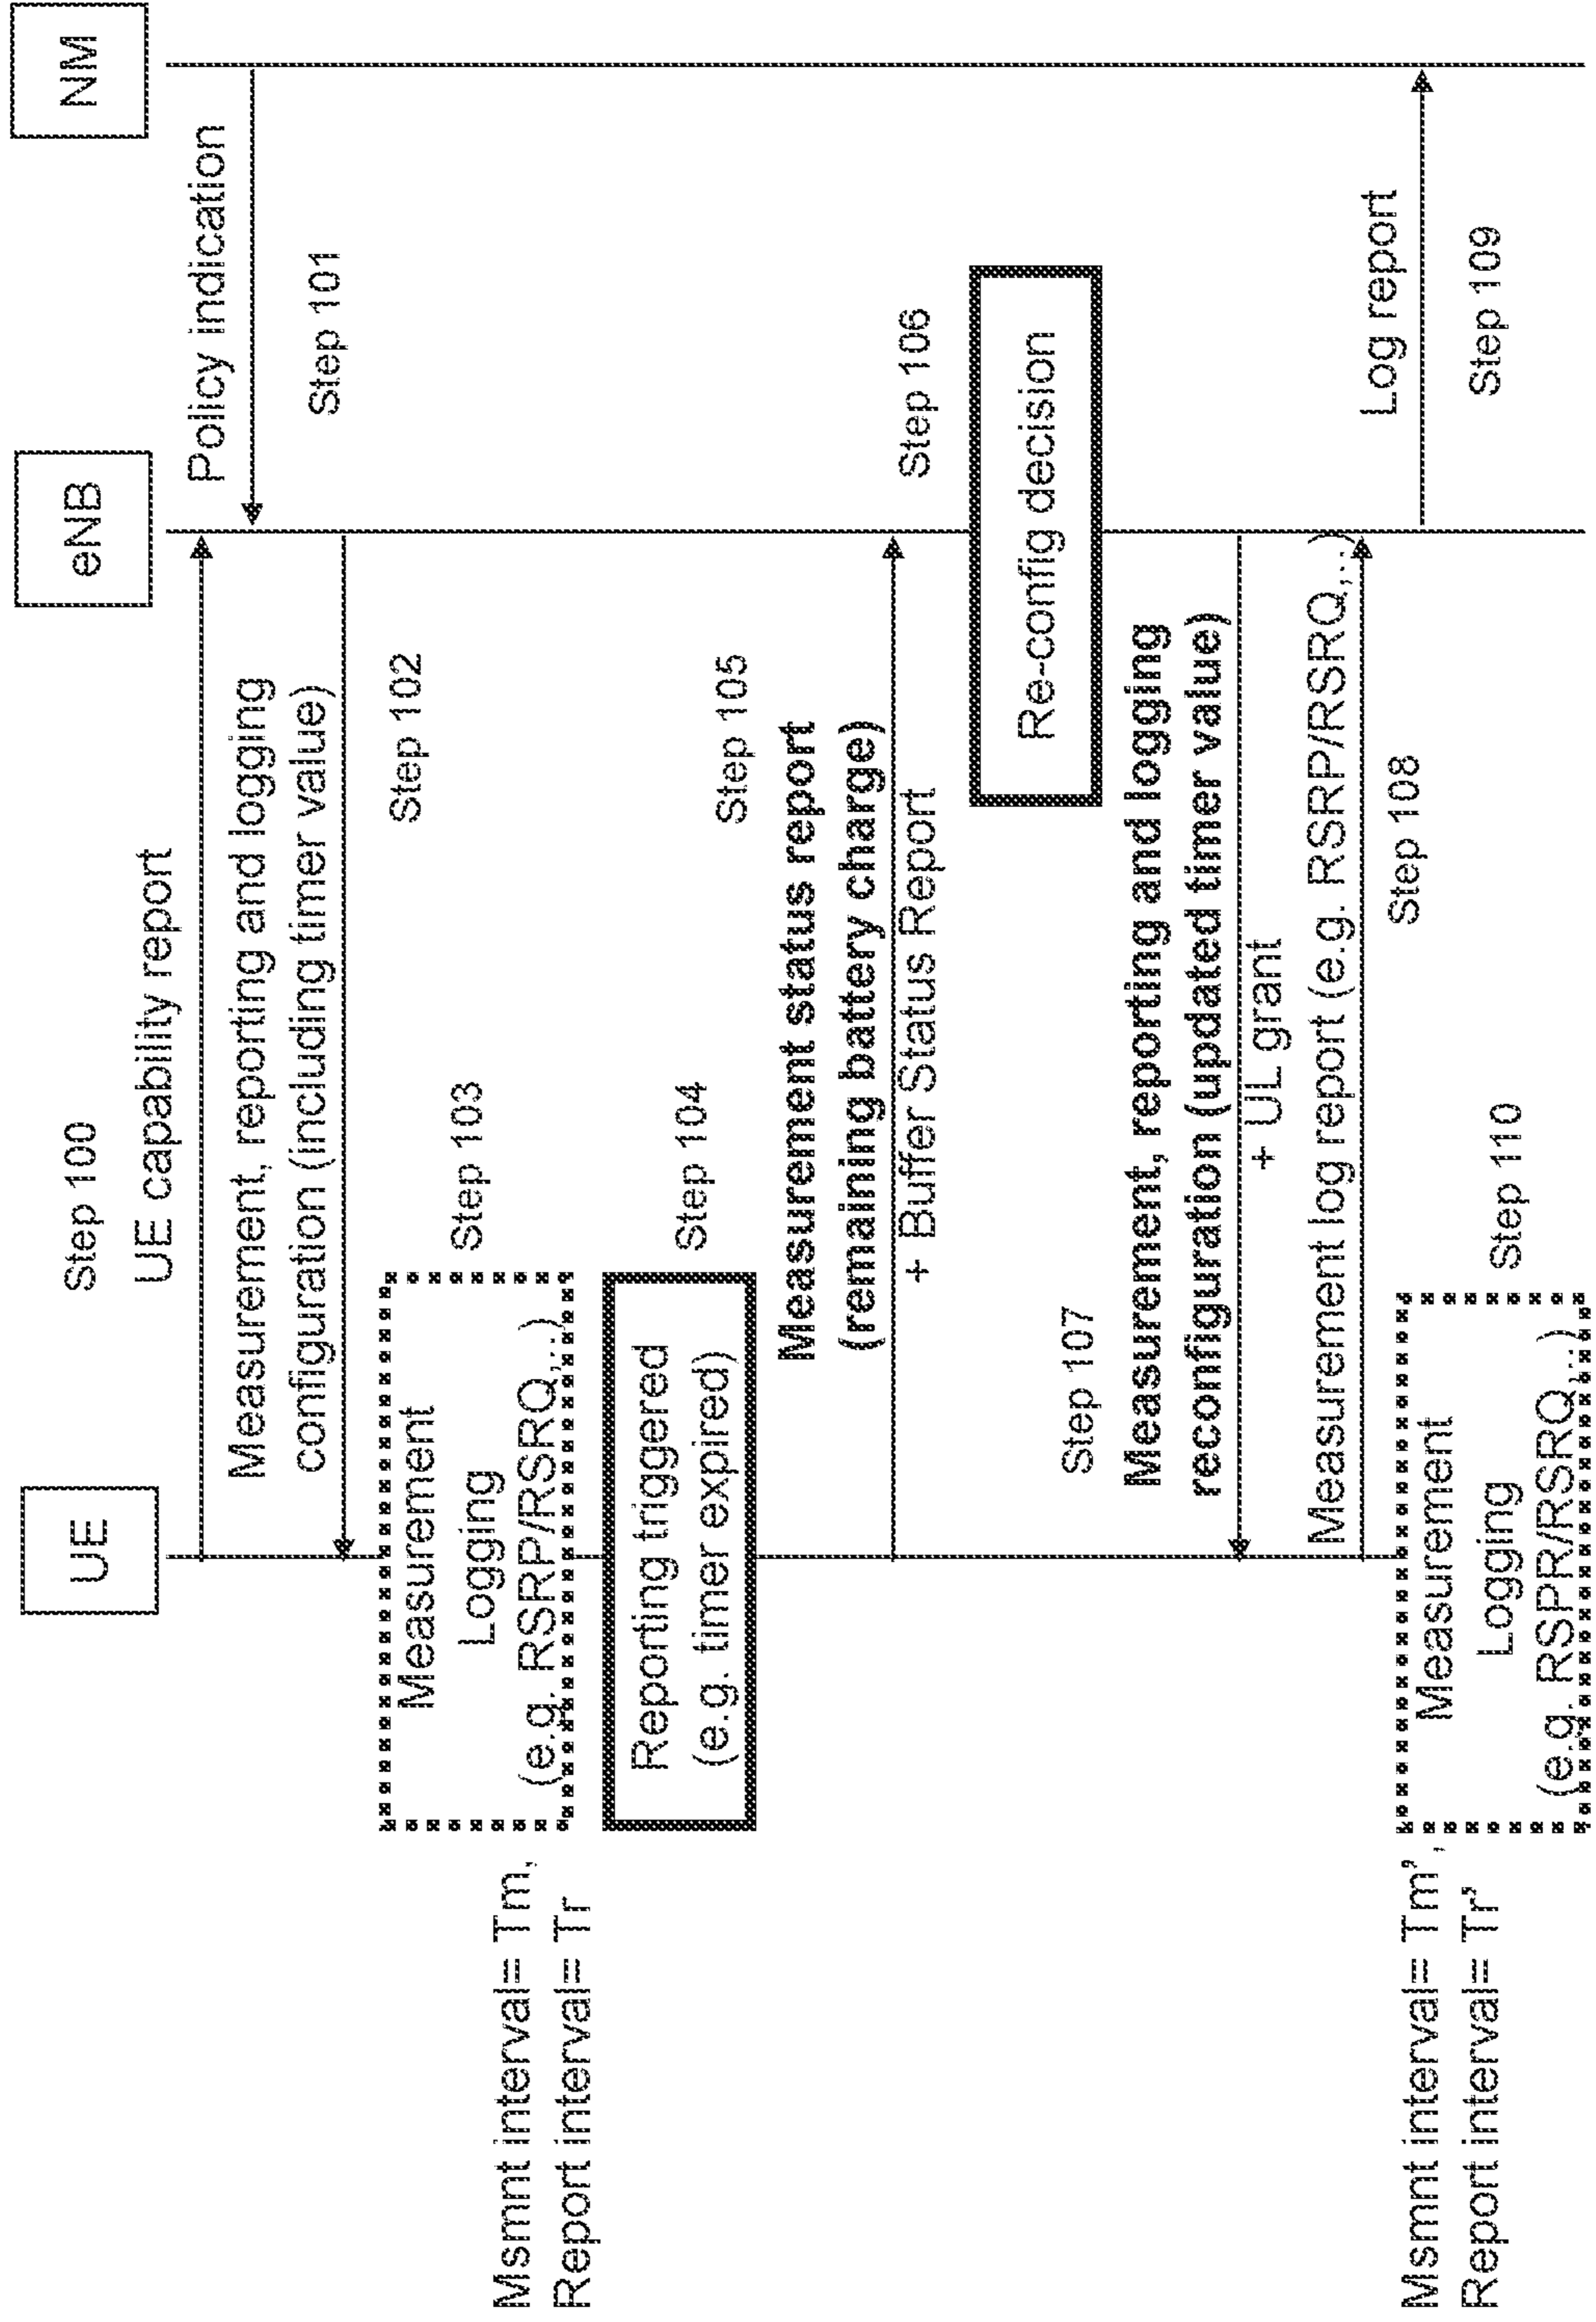 UE
eNB
NM
Step 100
UE capability report
Policy indication
Step 101
Measurement, reporting and logging
configuration (including timer value)
Step 102
Measurement
Logging
(e.g. RSRP/RSRQ,..)
Step 103
Msmnt interval= Tm,
Report interval= Tr
Reporting triggered
(e.g. timer expired)
Step 104
Step 105
Measurement status report
(remaining battery charge)
+ Buffer Status Report
Step 106
Re-config decision
Step 107
Measurement, reporting and logging
reconfiguration (updated timer value)
+ UL grant
Measurement log report (e.g. RSRP/RSRQ,..)
Step 108
Log report
Step 109
Measurement
Logging
(e.g. RSPR/RSRQ,..)
Step 110
Msmnt interval= Tm',
Report interval= Tr'